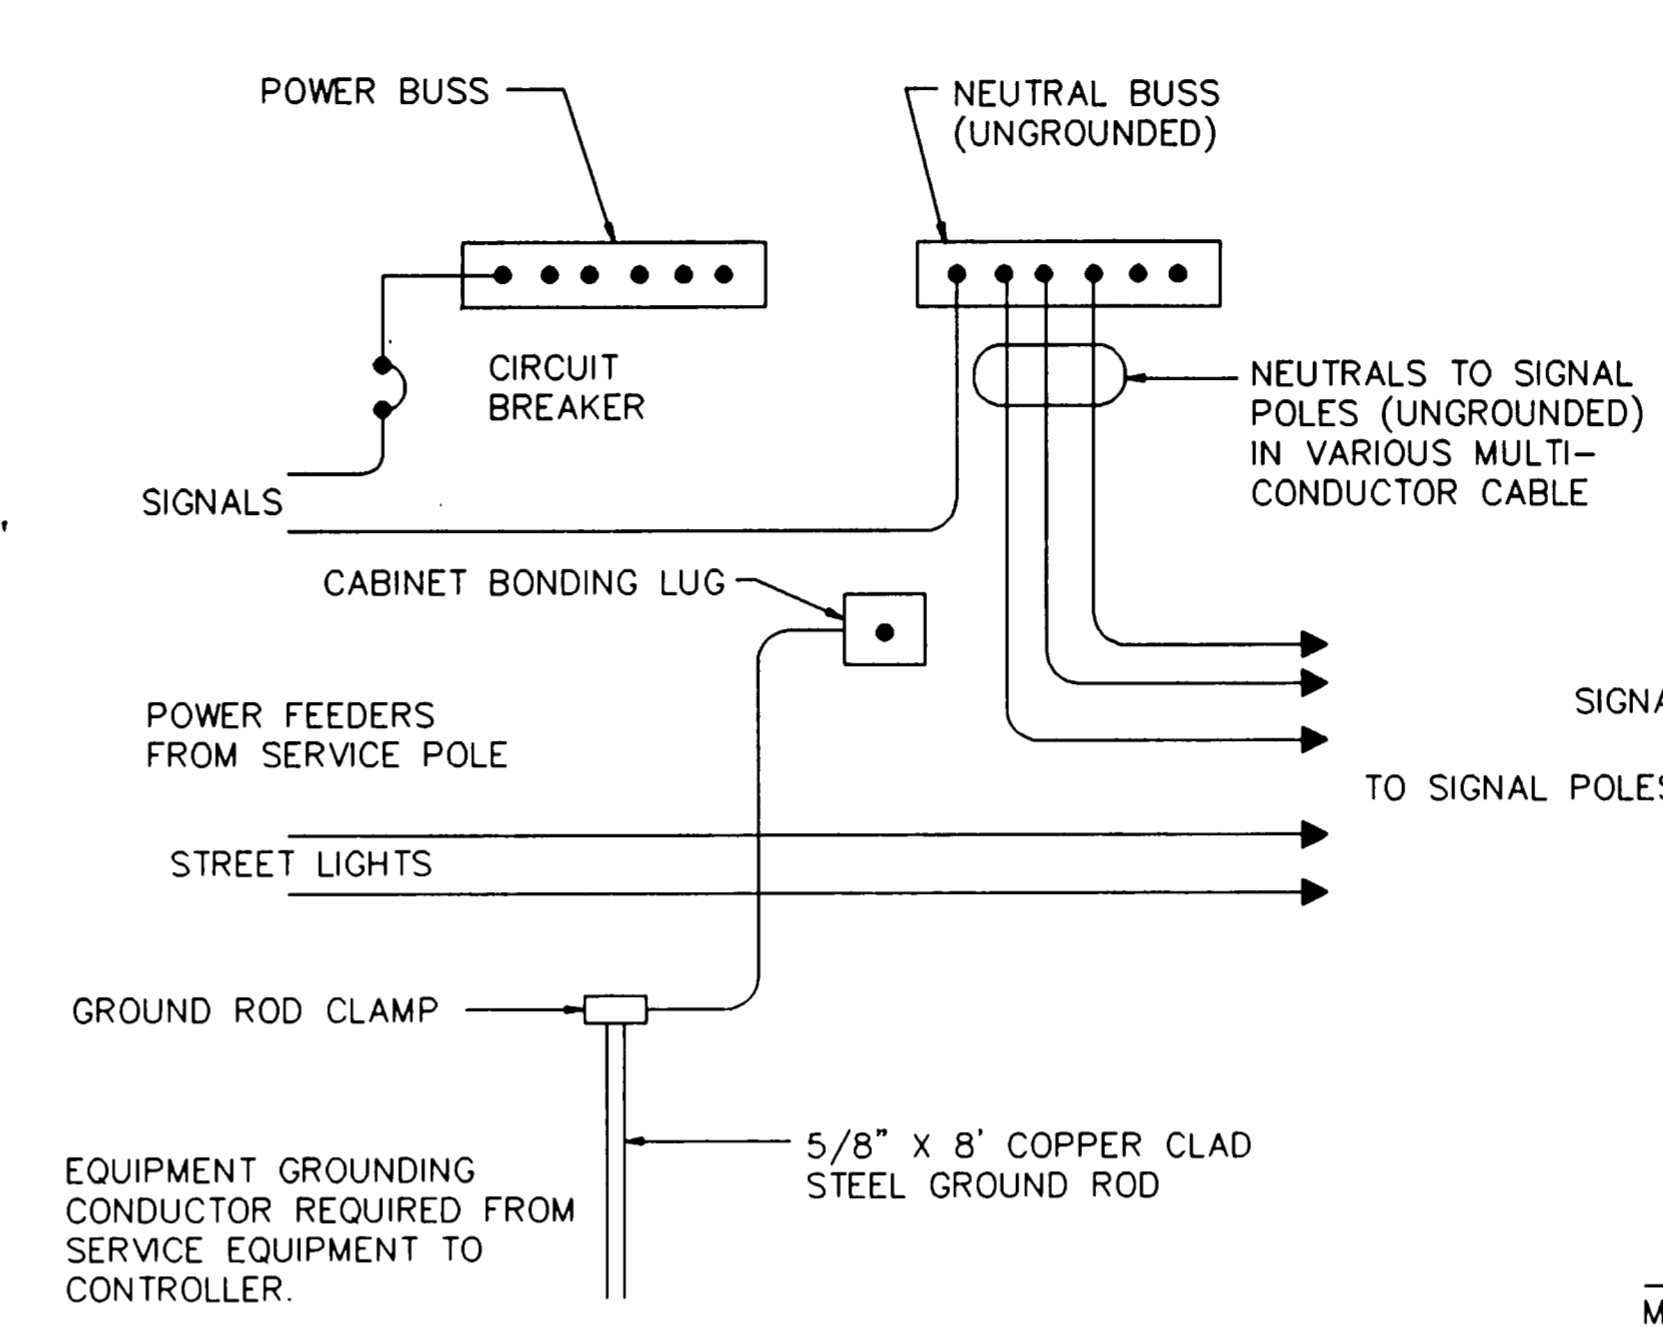 POWER BUSS
NEUTRAL BUSS
(UNGROUNDED)
CIRCUIT
BREAKER
NEUTRALS TO SIGNAL
POLES (UNGROUNDED)
IN VARIOUS MULTI-
CONDUCTOR CABLE
SIGNALS
CABINET BONDING LUG
POWER FEEDERS
FROM SERVICE POLE
TO SIGNAL POLES
STREET LIGHTS
GROUND ROD CLAMP
5/8" X 8' COPPER CLAD
STEEL GROUND ROD
EQUIPMENT GROUNDING
CONDUCTOR REQUIRED FROM
SERVICE EQUIPMENT TO
CONTROLLER.